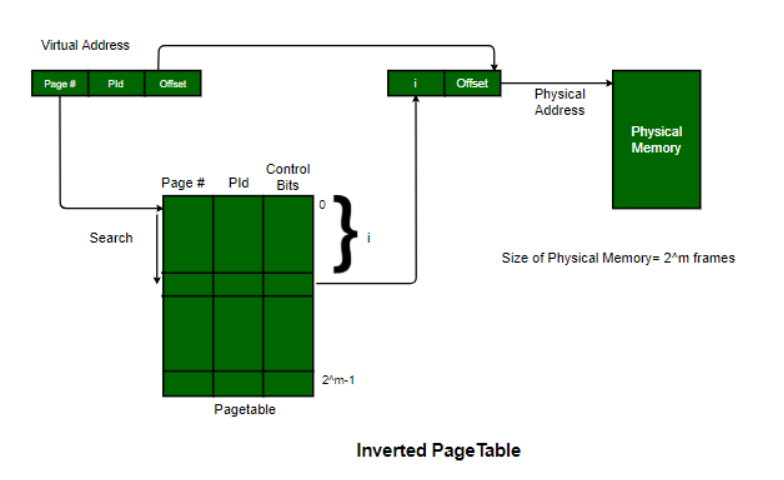 Virtual Address
Page # PId Offset
i Offset
Physical
Address
Physical
Memory
Page # PId Control
Bits
0
i
Search
Size of Physical Memory= 2^m frames
2^m-1
Pagetable
Inverted PageTable